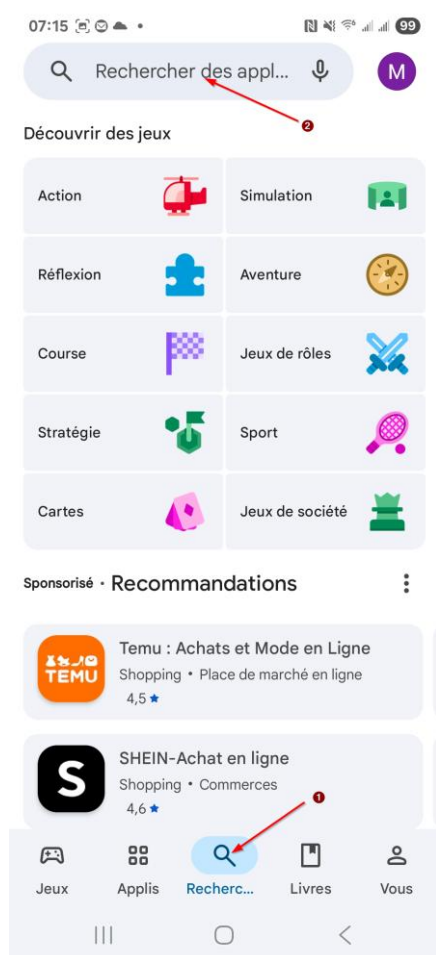 07:15
99
Rechercher des appl...
M
2
Découvrir des jeux
Action
Simulation
Réflexion
Aventure
Course
Jeux de rôles
Stratégie
Sport
Cartes
Jeux de société
Sponsorisé • Recommandations
TEMU
Temu : Achats et Mode en Ligne
Shopping • Place de marché en ligne
4,5 ★
S
SHEIN-Achat en ligne
Shopping • Commerces
4,6 ★
1
Jeux
Applis
Recherc...
Livres
Vous